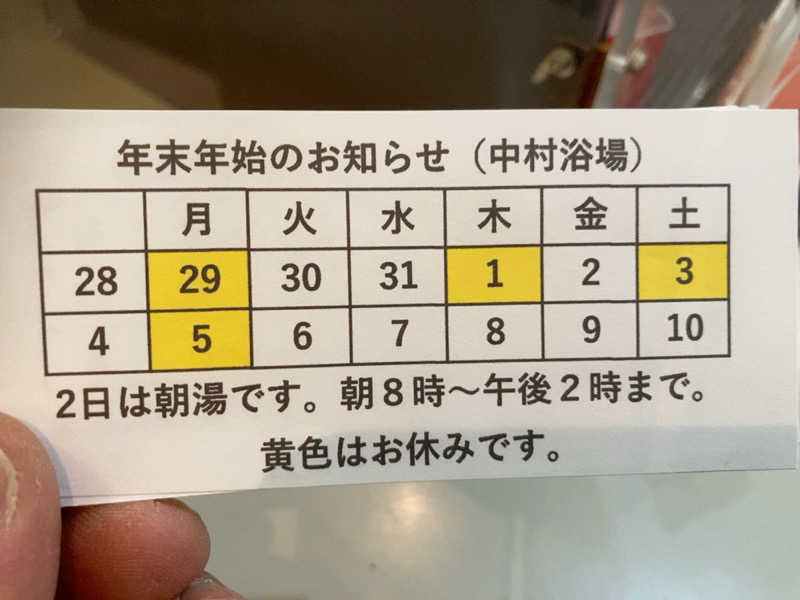 年末年始のお知らせ（中村浴場）
月 火 水 木 金 土
28 29 30 31 1 2 3
4 5 6 7 8 9 10
2日は朝湯です。朝８時～午後２時まで。
黄色はお休みです。